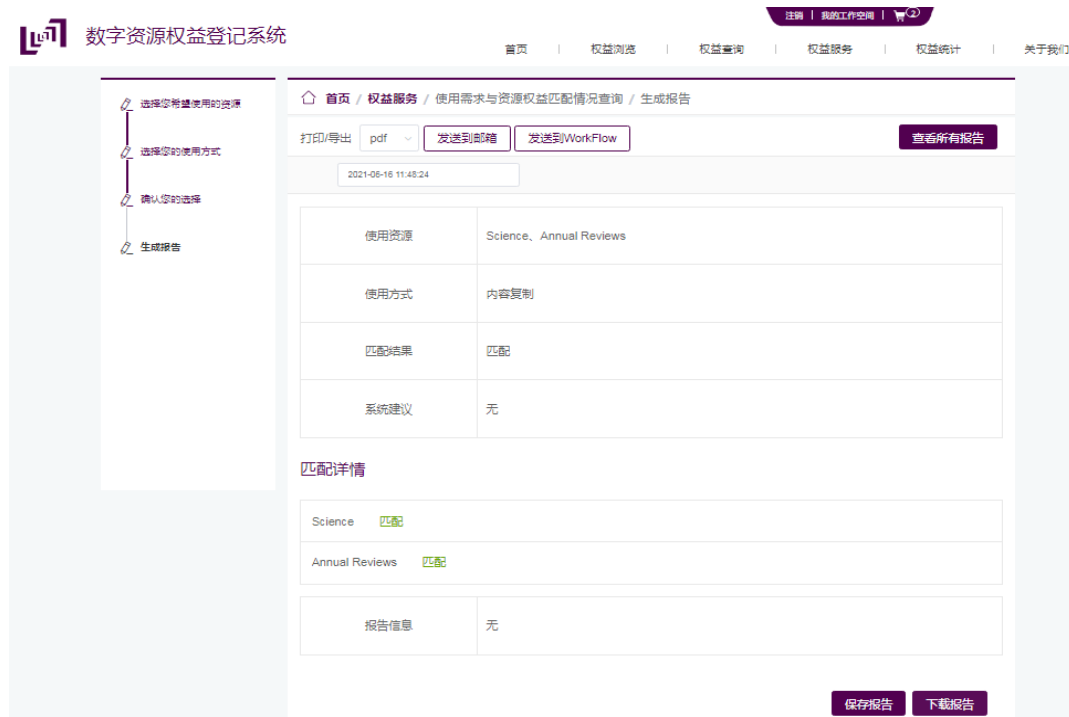 注销 | 我的工作空间 | 2
数字资源权益登记系统
首页 | 权益浏览 | 权益查询 | 权益服务 | 权益统计 | 关于我们
选择您希望使用的资源
选择您的使用方式
确认您的选择
生成报告
首页 / 权益服务 / 使用需求与资源权益匹配情况查询 / 生成报告
打印/导出 pdf 发送到邮箱 发送到WorkFlow 查看所有报告
2021-06-16 11:48:24
使用资源 Science、Annual Reviews
使用方式 内容复制
匹配结果 匹配
系统建议 无
匹配详情
Science 匹配
Annual Reviews 匹配
报告信息 无
保存报告 下载报告